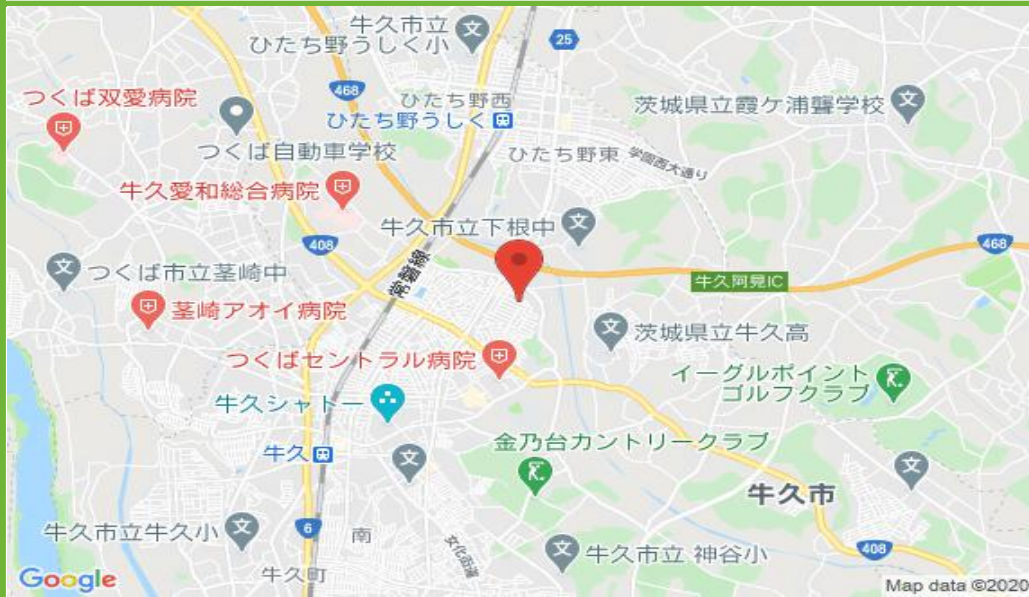 牛久市立
ひたち野うしく小
25
つくば双愛病院
468
ひたち野西
ひたち野うしく
茨城県立霞ケ浦聾学校
つくば自動車学校
ひたち野東
学園西大通り
牛久愛和総合病院
牛久市立下根中
408
468
常磐線
つくば市立茎崎中
牛久阿見IC
茎崎アオイ病院
茨城県立牛久高
つくばセントラル病院
イーグルポイント
ゴルフクラブ
牛久シャトー
金乃台カントリークラブ
牛久
牛久市
牛久市立牛久小
6
南
女化街道
牛久市立 神谷小
408
牛久町
Google
Map data ©2020